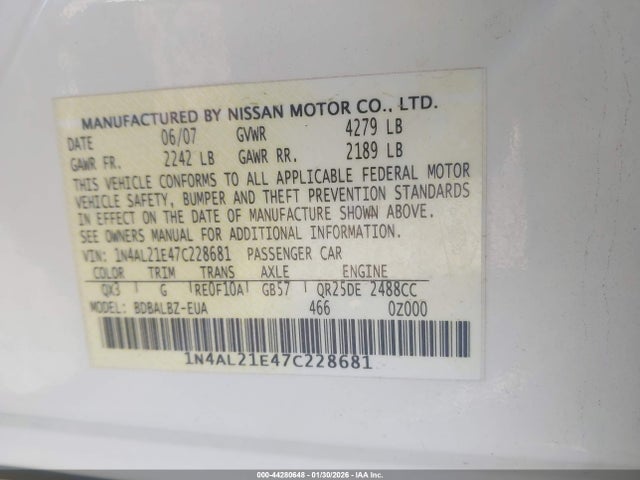 MANUFACTURED BY NISSAN MOTOR CO., LTD.
DATE 06/07 GVWR 4279 LB
GAWR FR. 2242 LB GAWR RR. 2189 LB
THIS VEHICLE CONFORMS TO ALL APPLICABLE FEDERAL MOTOR
VEHICLE SAFETY, BUMPER AND THEFT PREVENTION STANDARDS
IN EFFECT ON THE DATE OF MANUFACTURE SHOWN ABOVE.
SEE OWNERS MANUAL FOR ADDITIONAL INFORMATION.
VIN: 1N4AL21E47C228681 PASSENGER CAR
COLOR TRIM TRANS AXLE ENGINE
QX3 G RE0F10A GB57 QR25DE 2488CC
MODEL: BDBALBZ-EUA 466 0Z000
1N4AL21E47C228681
000-44280648 - 01/30/2026 - IAA Inc.